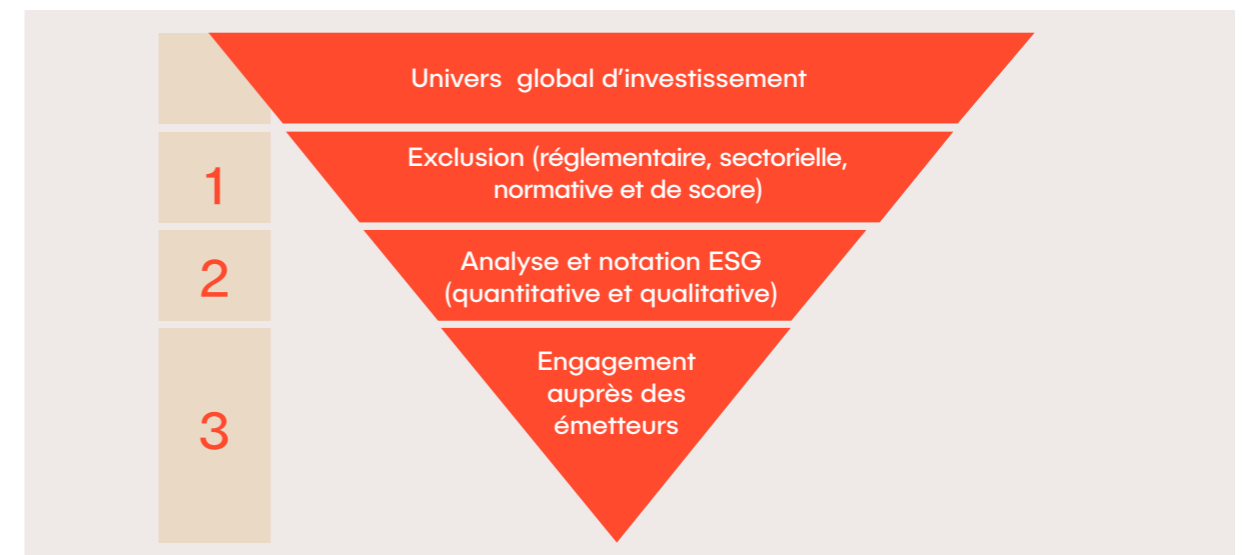 Univers global d'investissement
1
Exclusion (réglementaire, sectorielle,
normative et de score)
2
Analyse et notation ESG
(quantitative et qualitative)
3
Engagement
auprès des
émetteurs